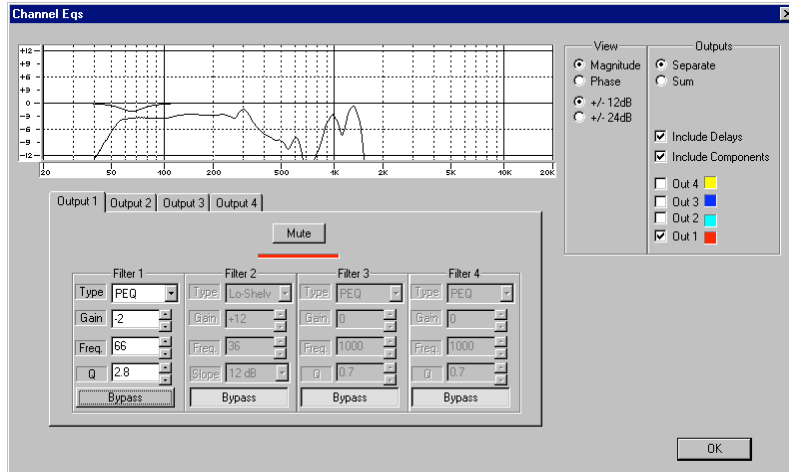 Channel Eqs
+12
+9
+6
+3
0
-3
-6
-9
-12
20 50 100 200 500 1K 2K 5K 10K 20K
View
Magnitude
Phase
+/- 12dB
+/- 24dB
Outputs
Separate
Sum
Include Delays
Include Components
Out 4
Out 3
Out 2
Out 1
Output 1 Output 2 Output 3 Output 4
Mute
Filter 1 Filter 2 Filter 3 Filter 4
Type PEQ Type Lo-Shelv Type PEQ Type PEQ
Gain -2 Gain +12 Gain 0 Gain 0
Freq. 66 Freq. 36 Freq. 1000 Freq. 1000
Q 2.8 Slope 12 dB Q 0.7 Q 0.7
Bypass Bypass Bypass Bypass
OK